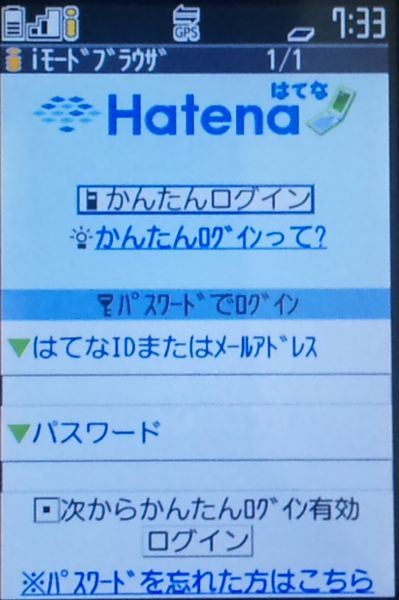 GPS 7:33
iモードブラウザ 1/1
はてな
Hatena
かんたんログイン
かんたんログインって?
パスワードでログイン
▼はてなIDまたはメールアドレス
▼パスワード
次からかんたんログイン有効
ログイン
※パスワードを忘れた方はこちら